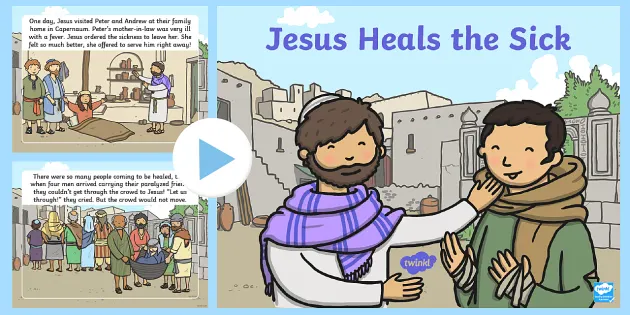 One day, Jesus visited Peter and Andrew at their family
home in Capernaum. Peter's mother-in-law was very ill
with a fever. Jesus ordered the sickness to leave her. She
felt so much better, she offered to serve him right away!
There were so many people coming to be healed,
when four men arrived carrying their paralyzed
they couldn't get through the crowd to Jesus! "Let us
through!" they cried. But the crowd would not move.
Jesus Heals the Sick
twinkl
twinkl